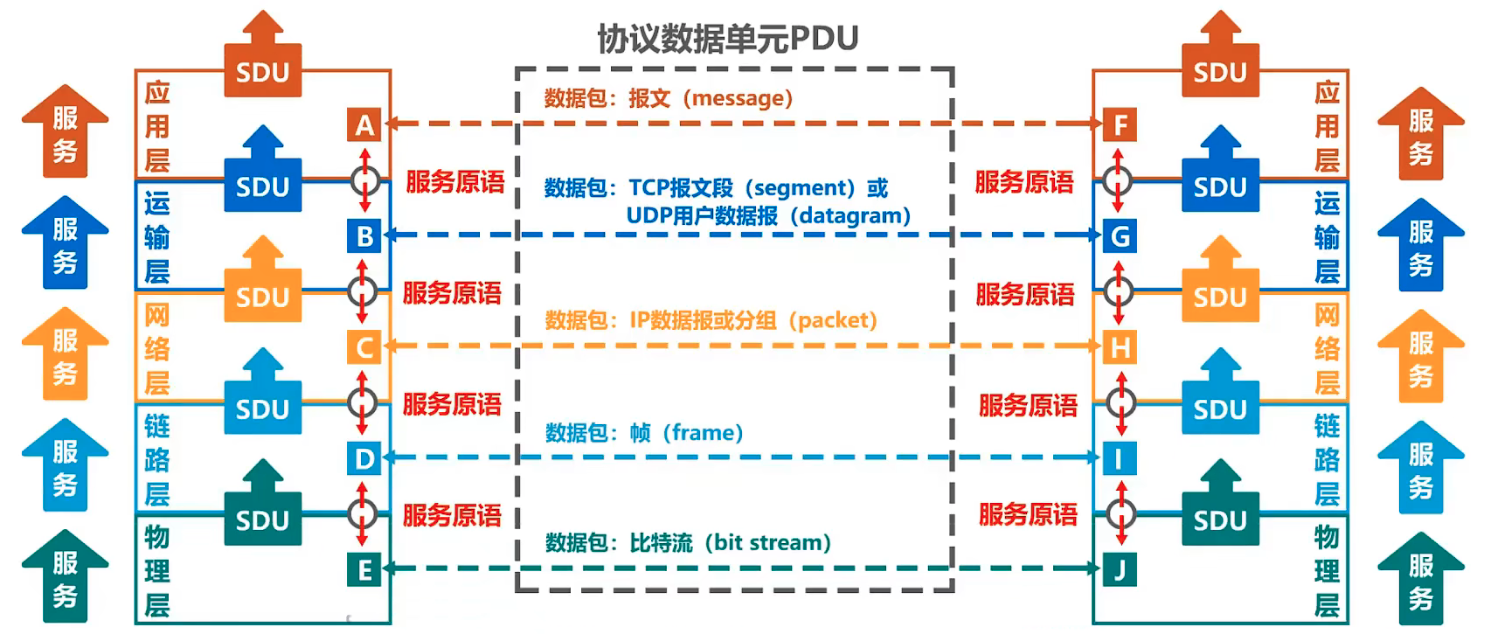 协议数据单元PDU
SDU
SDU
服务
应用层
数据包：报文（message）
应用层
服务
A
F
SDU
服务原语
服务原语
SDU
服务
运输层
数据包：TCP报文段（segment）或
UDP用户数据报（datagram）
运输层
服务
B
G
SDU
服务原语
服务原语
SDU
服务
网络层
数据包：IP数据报或分组（packet）
网络层
服务
C
H
SDU
服务原语
服务原语
SDU
服务
链路层
数据包：帧（frame）
链路层
服务
D
I
SDU
服务原语
服务原语
SDU
服务
物理层
数据包：比特流（bit stream）
物理层
服务
E
J